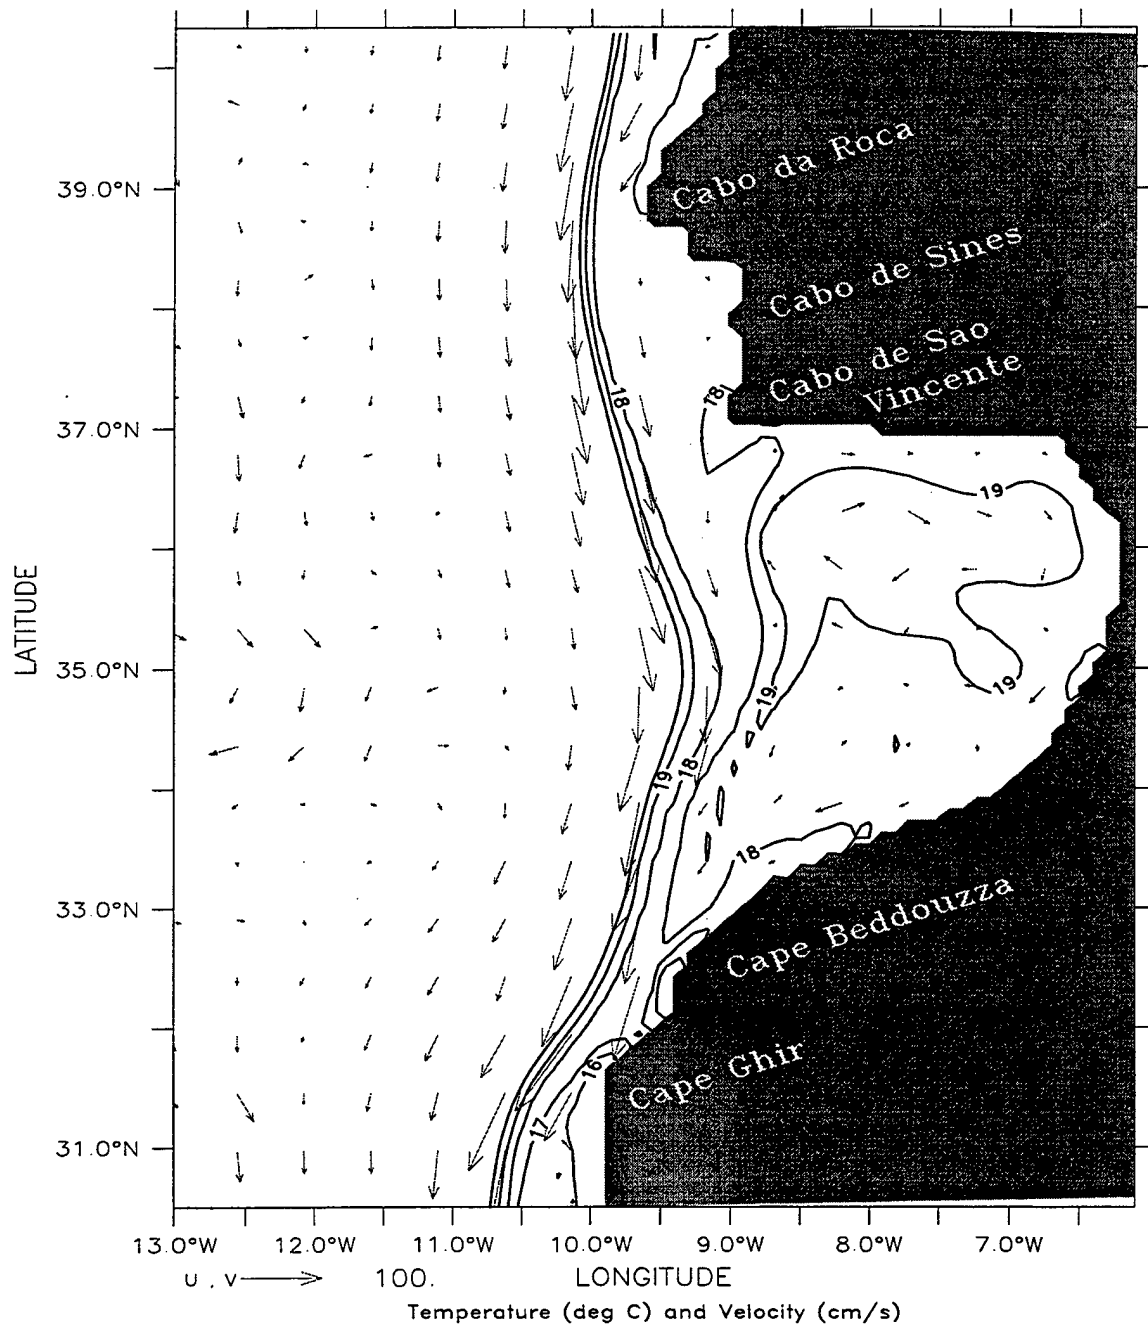 Cabo da Roca
39.0°N
Cabo de Sines
Cabo de Sao
Vincente
18
18
37.0°N
19
LATITUDE
35.0°N
19
19
18
19
18
33.0°N
Cape Beddouzza
Cape Ghir
16
17
31.0°N
13.0°W 12.0°W 11.0°W 10.0°W 9.0°W 8.0°W 7.0°W
u , v 100. LONGITUDE
Temperature (deg C) and Velocity (cm/s)